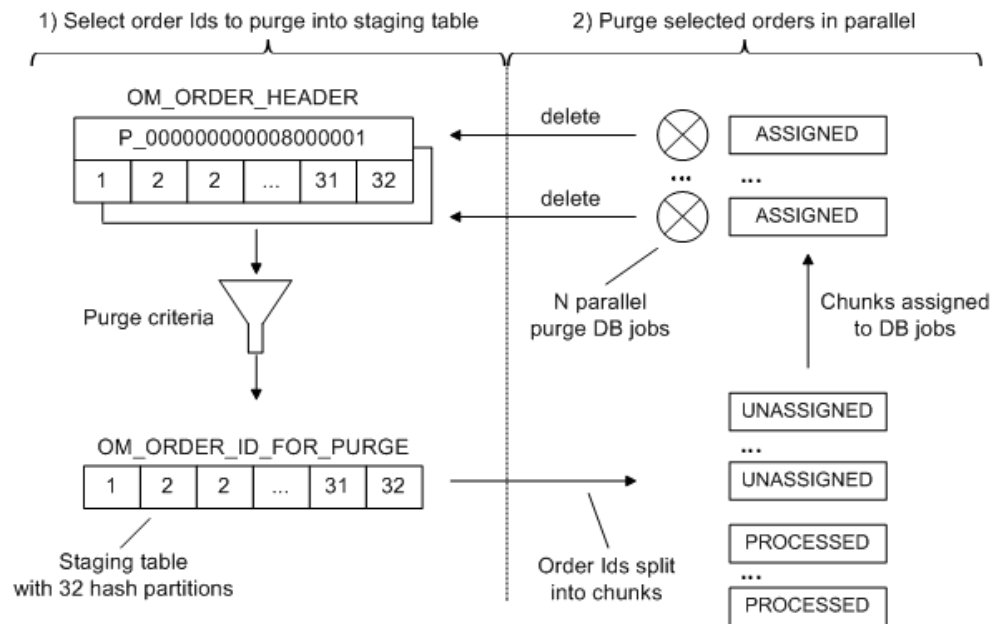 1) Select order Ids to purge into staging table
2) Purge selected orders in parallel
OM_ORDER_HEADER
P_000000000008000001
1 2 2 ... 31 32
delete
ASSIGNED
... ...
delete
ASSIGNED
Purge criteria
N parallel
purge DB jobs
Chunks assigned
to DB jobs
OM_ORDER_ID_FOR_PURGE
1 2 2 ... 31 32
Staging table
with 32 hash partitions
Order Ids split
into chunks
UNASSIGNED
...
UNASSIGNED
PROCESSED
...
PROCESSED